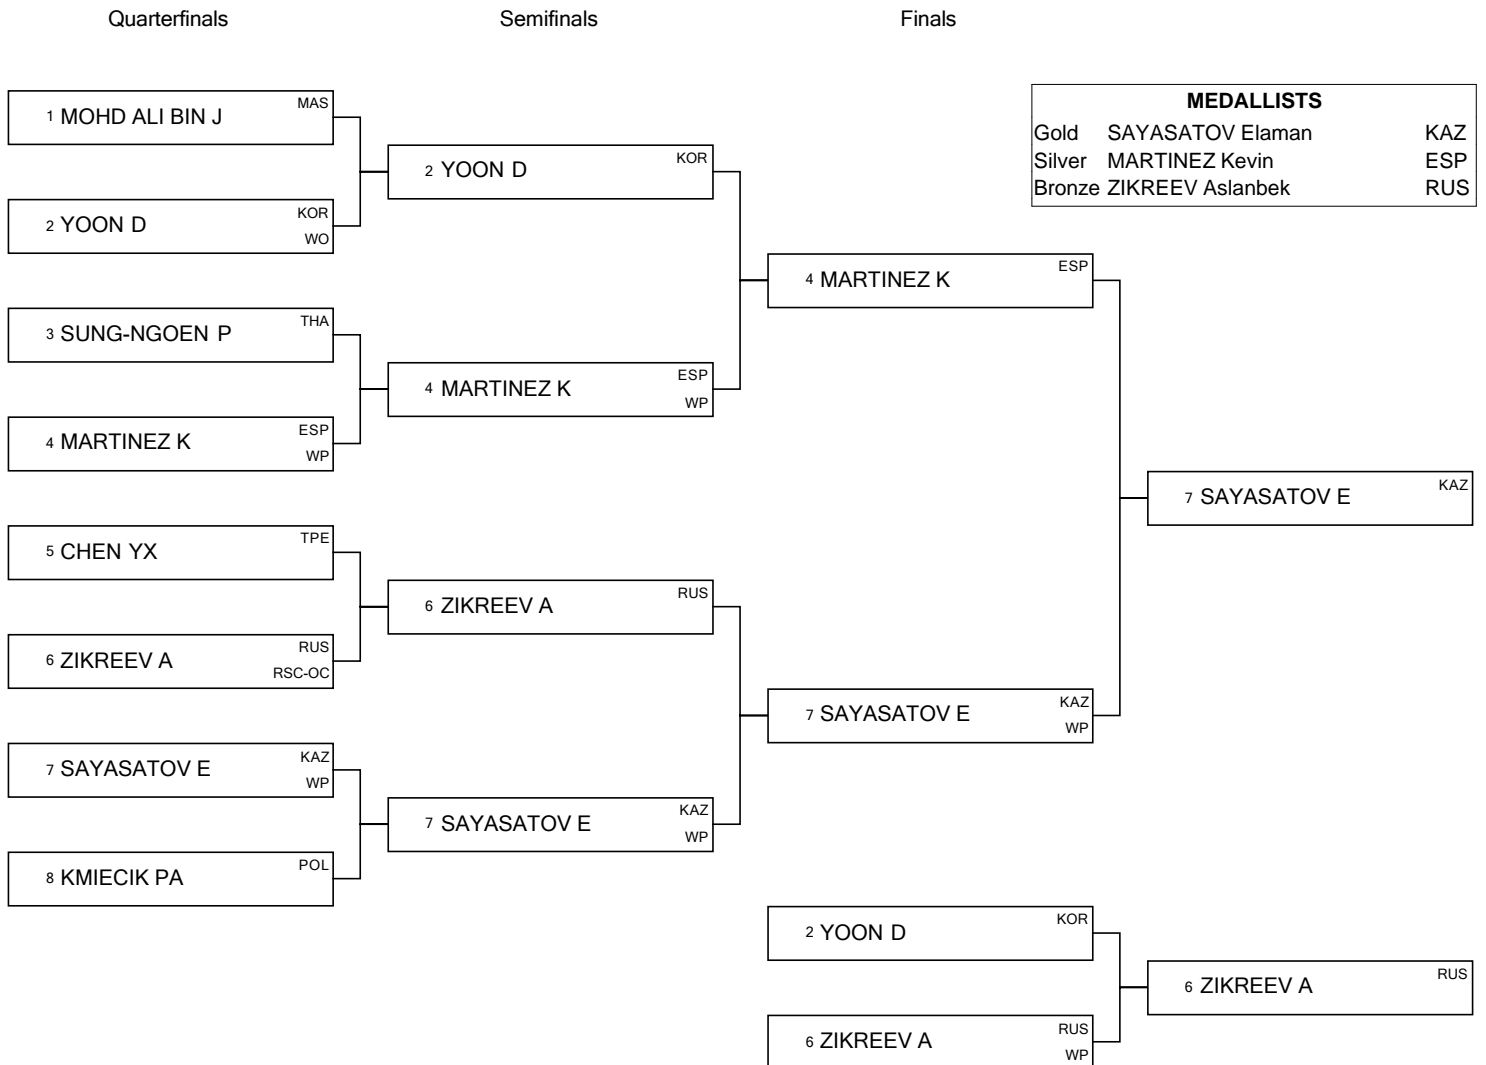 Quarterfinals Semifinals Finals
MEDALLISTS
Gold SAYASATOV Elaman KAZ
Silver MARTINEZ Kevin ESP
Bronze ZIKREEV Aslanbek RUS
1 MOHD ALI BIN J MAS
2 YOON D KOR
WO
3 SUNG-NGOEN P THA
4 MARTINEZ K ESP
WP
5 CHEN YX TPE
6 ZIKREEV A RUS
RSC-OC
7 SAYASATOV E KAZ
WP
8 KMIECIK PA POL
2 YOON D KOR
4 MARTINEZ K ESP
WP
6 ZIKREEV A RUS
7 SAYASATOV E KAZ
WP
4 MARTINEZ K ESP
7 SAYASATOV E KAZ
WP
7 SAYASATOV E KAZ
2 YOON D KOR
6 ZIKREEV A RUS
WP
6 ZIKREEV A RUS